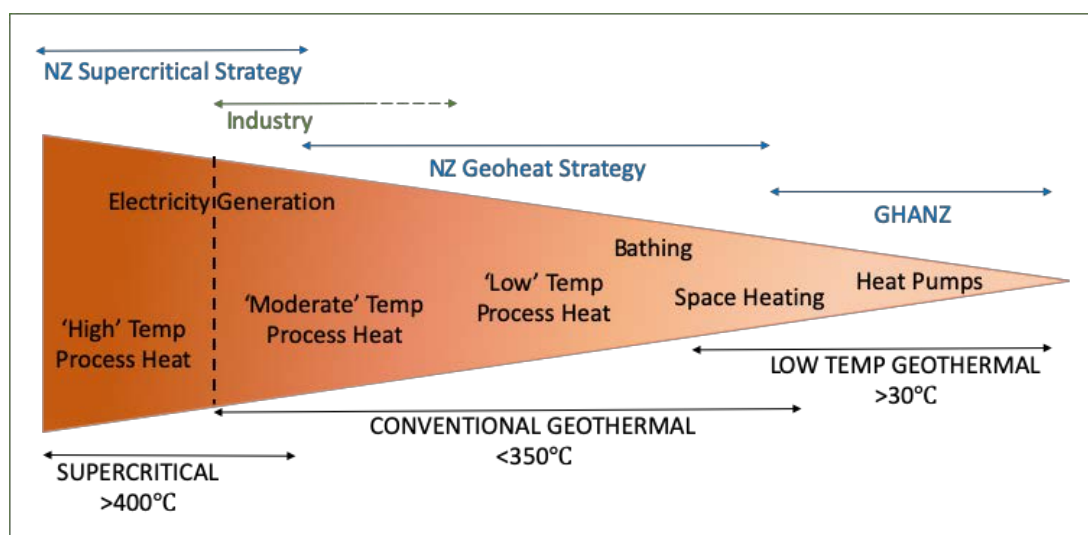 NZ Supercritical Strategy
Industry
NZ Geoheat Strategy
GHANZ
Electricity Generation
Bathing
'High' Temp
Process Heat
'Moderate' Temp
Process Heat
'Low' Temp
Process Heat
Space Heating
Heat Pumps
LOW TEMP GEOTHERMAL
>30℃
CONVENTIONAL GEOTHERMAL
<350℃
SUPERCRITICAL
>400℃